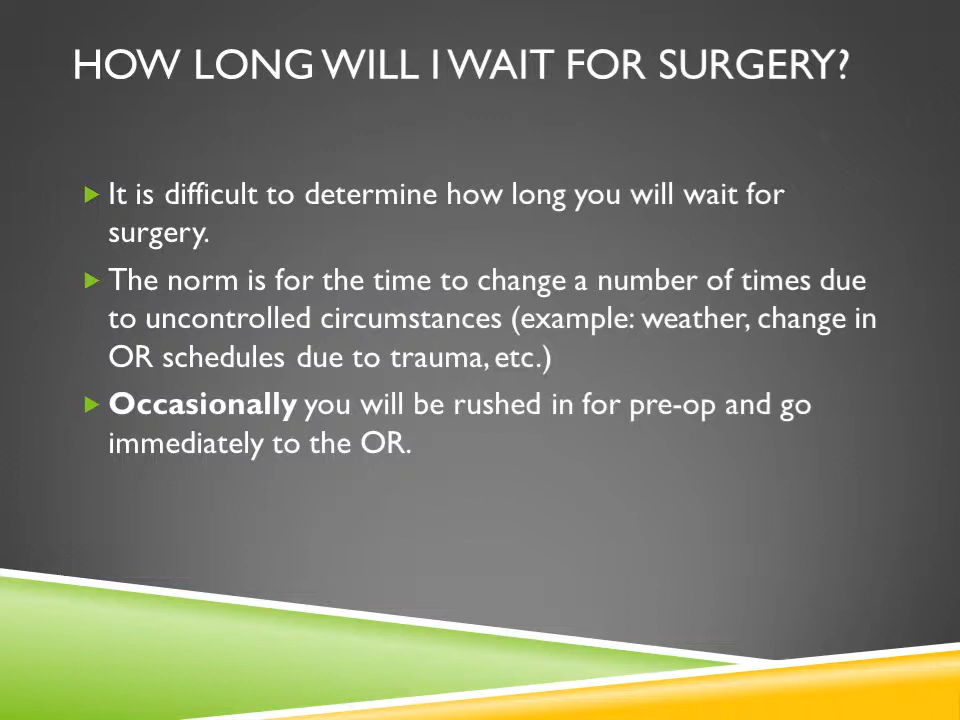 HOW LONG WILL I WAIT FOR SURGERY?
It is difficult to determine how long you will wait for
surgery.
The norm is for the time to change a number of times due
to uncontrolled circumstances (example: weather, change in
OR schedules due to trauma, etc.)
Occasionally you will be rushed in for pre-op and go
immediately to the OR.